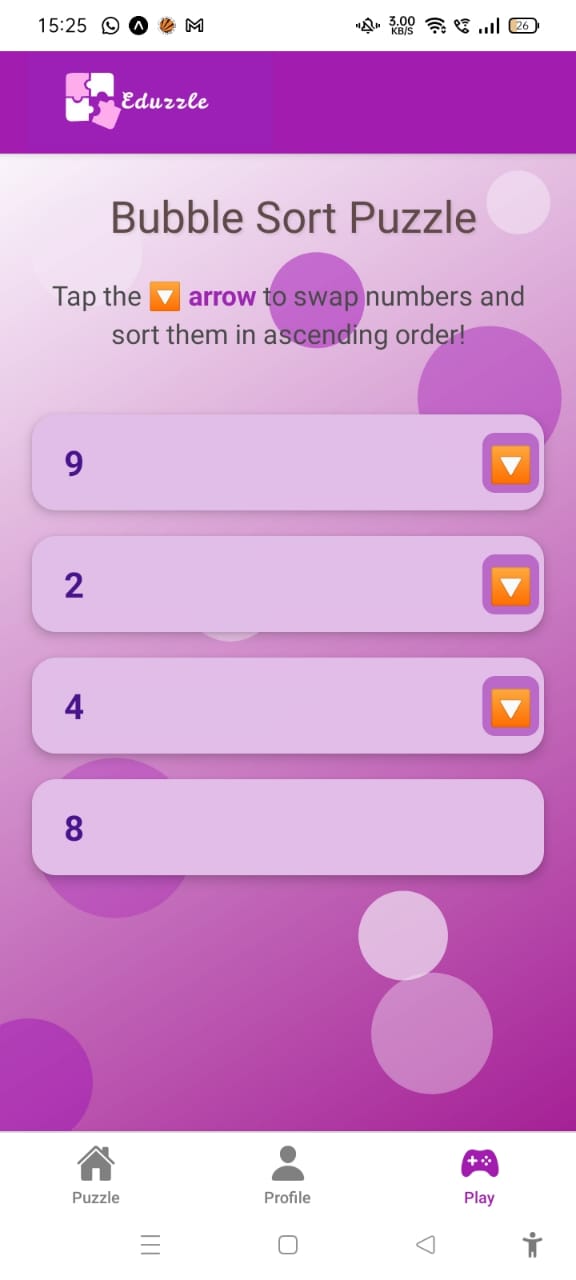 15:25 3.00 KB/S 26
Eduzzle
Bubble Sort Puzzle
Tap the 🔽 arrow to swap numbers and
sort them in ascending order!
9 🔽
2 🔽
4 🔽
8
Puzzle Profile Play